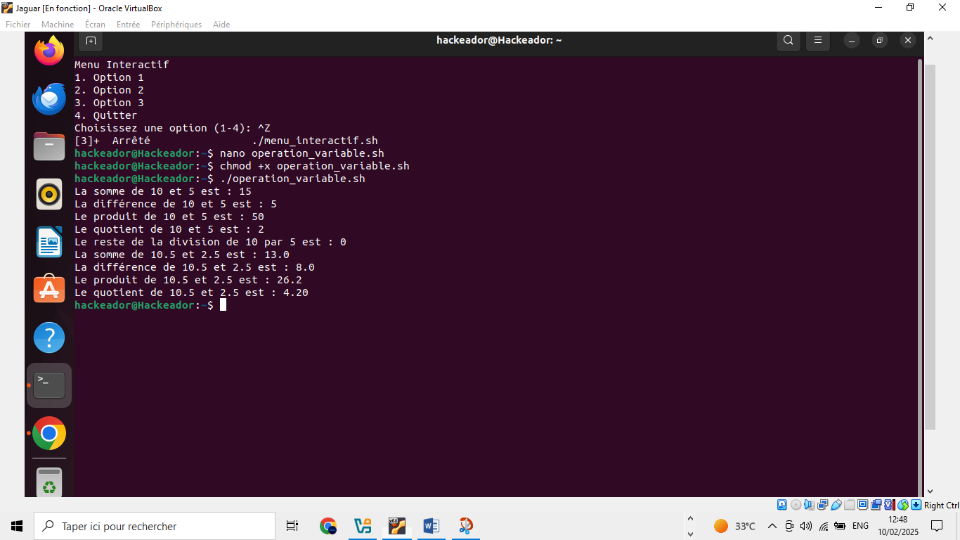 Jaguar [En fonction] - Oracle VirtualBox
Fichier Machine Écran Entrée Périphériques Aide
hackeador@Hackeador: ~
Menu Interactif
1. Option 1
2. Option 2
3. Option 3
4. Quitter
Choisissez une option (1-4): ^Z
[3]+  Arrêté                 ./menu_interactif.sh
hackeador@Hackeador:~$ nano operation_variable.sh
hackeador@Hackeador:~$ chmod +x operation_variable.sh
hackeador@Hackeador:~$ ./operation_variable.sh
La somme de 10 et 5 est : 15
La différence de 10 et 5 est : 5
Le produit de 10 et 5 est : 50
Le quotient de 10 et 5 est : 2
Le reste de la division de 10 par 5 est : 0
La somme de 10.5 et 2.5 est : 13.0
La différence de 10.5 et 2.5 est : 8.0
Le produit de 10.5 et 2.5 est : 26.2
Le quotient de 10.5 et 2.5 est : 4.20
hackeador@Hackeador:~$
Right Ctrl
Taper ici pour rechercher
33°C
ENG
12:48
10/02/2025